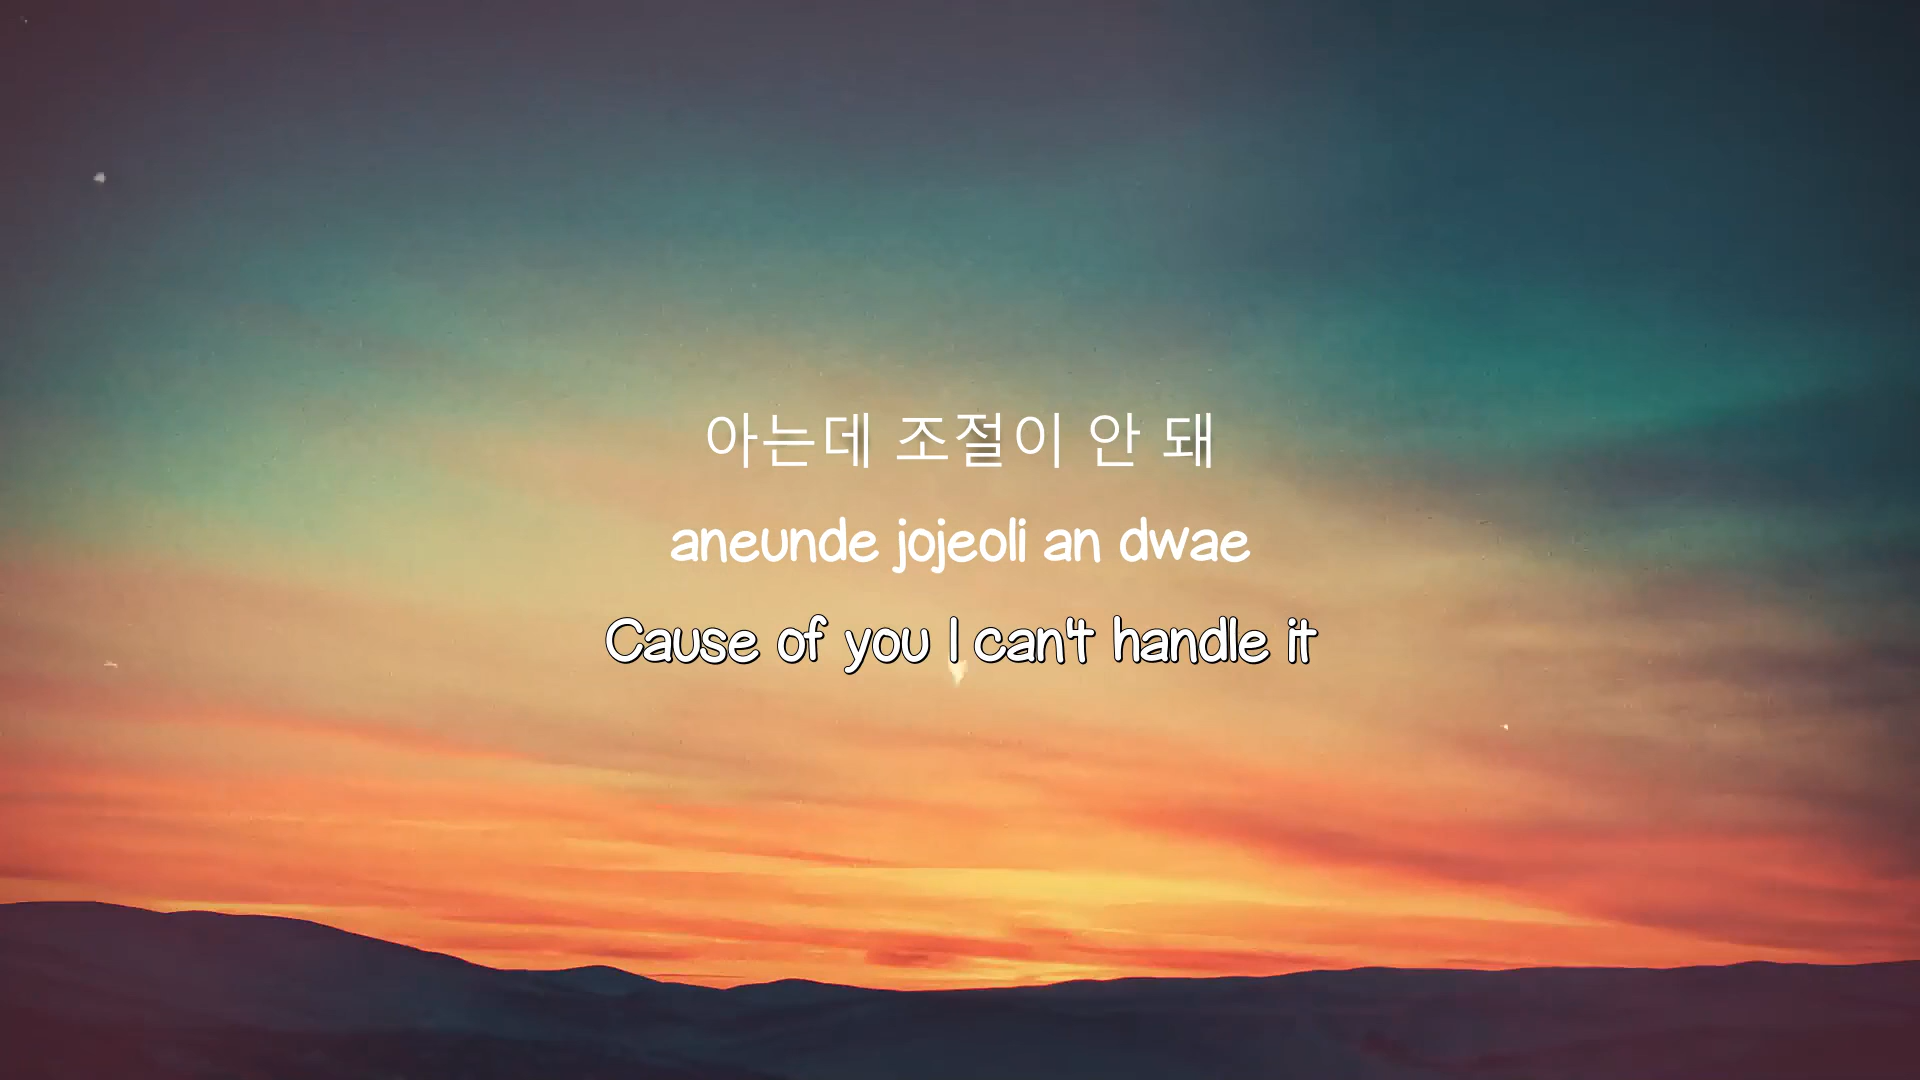 아는데 조절이 안 돼
aneunde jojeoli an dwae
Cause of you I can't handle it